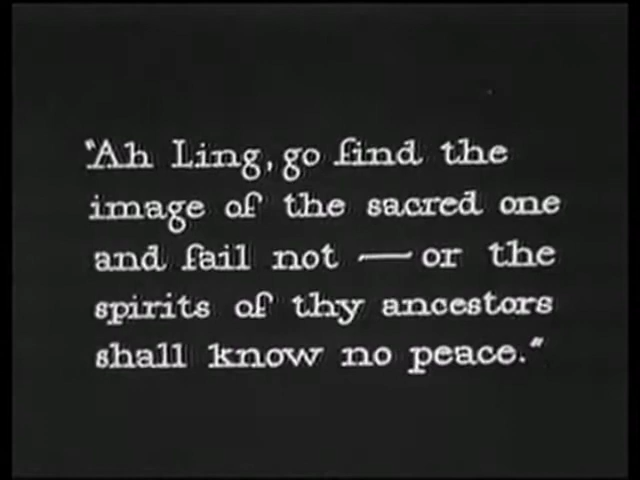 "Ah Ling, go find the
image of the sacred one
and fail not — or the
spirits of thy ancestors
shall know no peace."